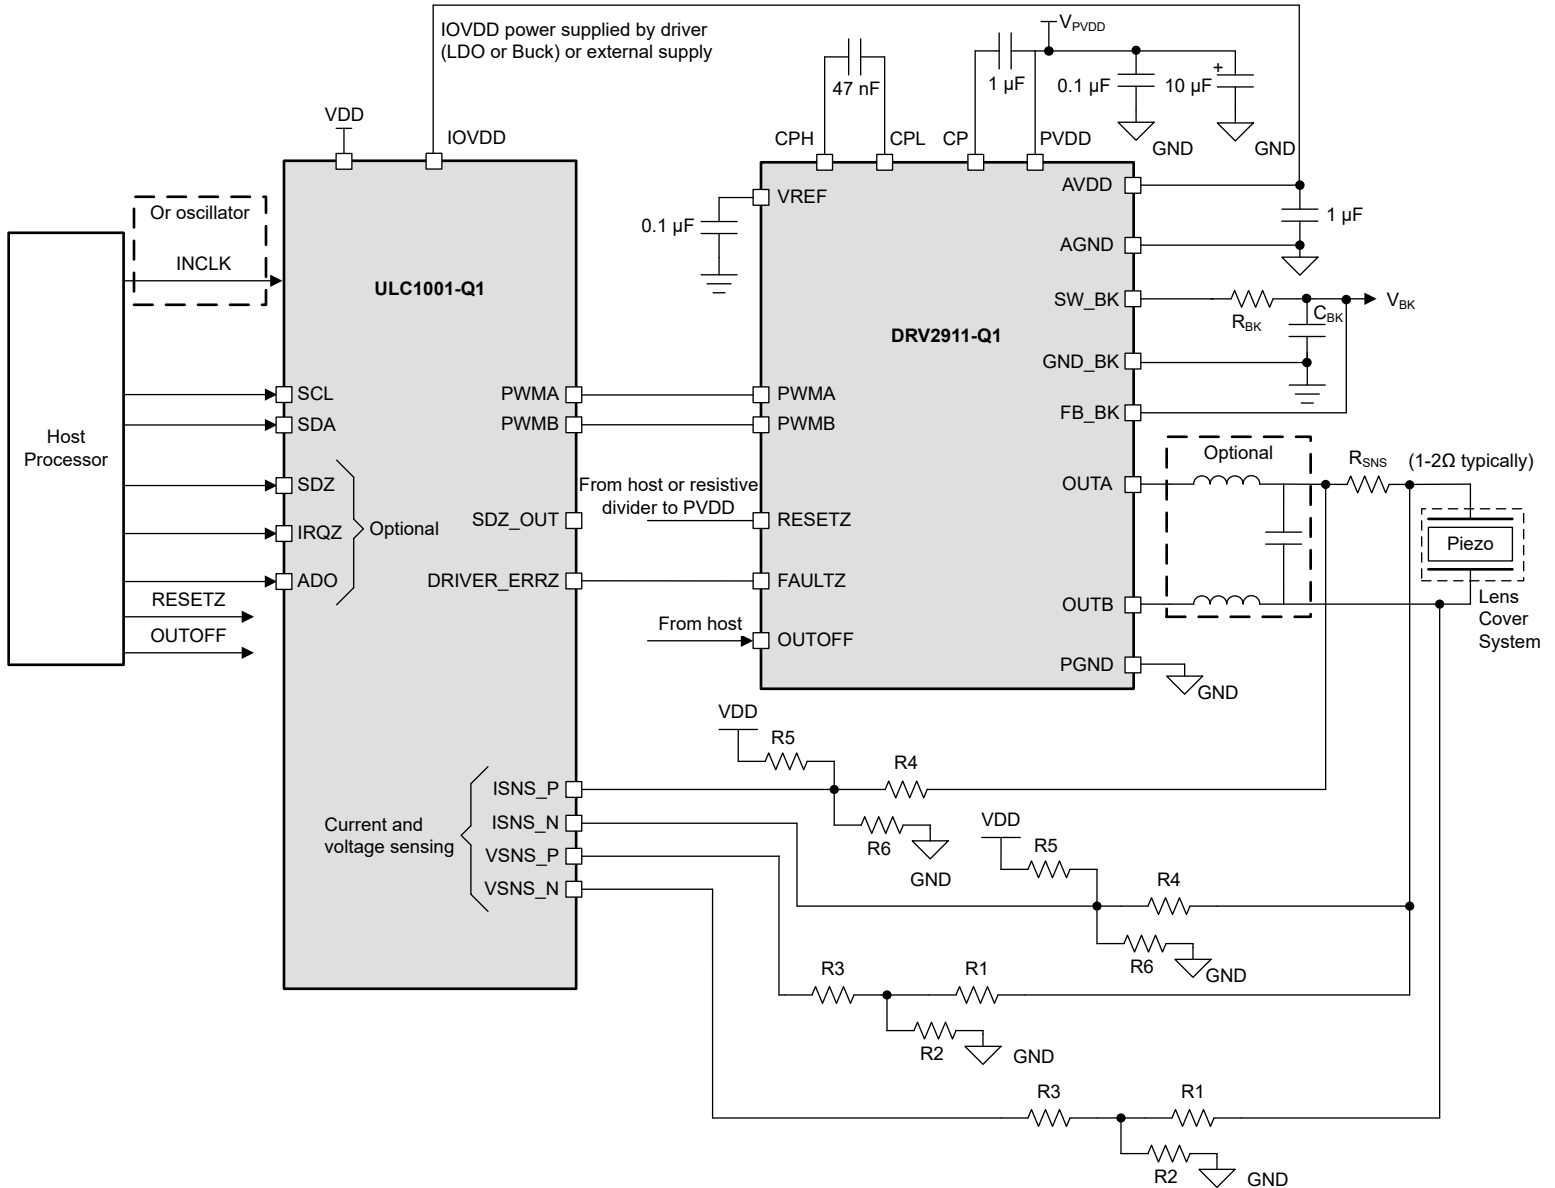 IOVDD power supplied by driver
(LDO or Buck) or external supply
V_PVDD
47 nF
1 µF
0.1 µF
10 µF
+
GND
GND
VDD
IOVDD
CPH
CPL
CP
PVDD
Or oscillator
INCLK
Host
Processor
ULC1001-Q1
SCL
SDA
SDZ
IRQZ
ADO
Optional
RESETZ
OUTOFF
PWMA
PWMB
SDZ_OUT
DRIVER_ERRZ
Current and
voltage sensing
ISNS_P
ISNS_N
VSNS_P
VSNS_N
0.1 µF
From host or resistive
divider to PVDD
From host
VREF
DRV2911-Q1
PWMA
PWMB
RESETZ
FAULTZ
OUTOFF
AVDD
AGND
SW_BK
GND_BK
FB_BK
OUTA
OUTB
PGND
1 µF
R_BK
C_BK
V_BK
Optional
R_SNS
(1-2Ω typically)
Piezo
Lens
Cover
System
GND
VDD
R5
R4
R6
GND
VDD
R5
R4
R6
GND
R3
R1
R2
GND
R3
R1
R2
GND